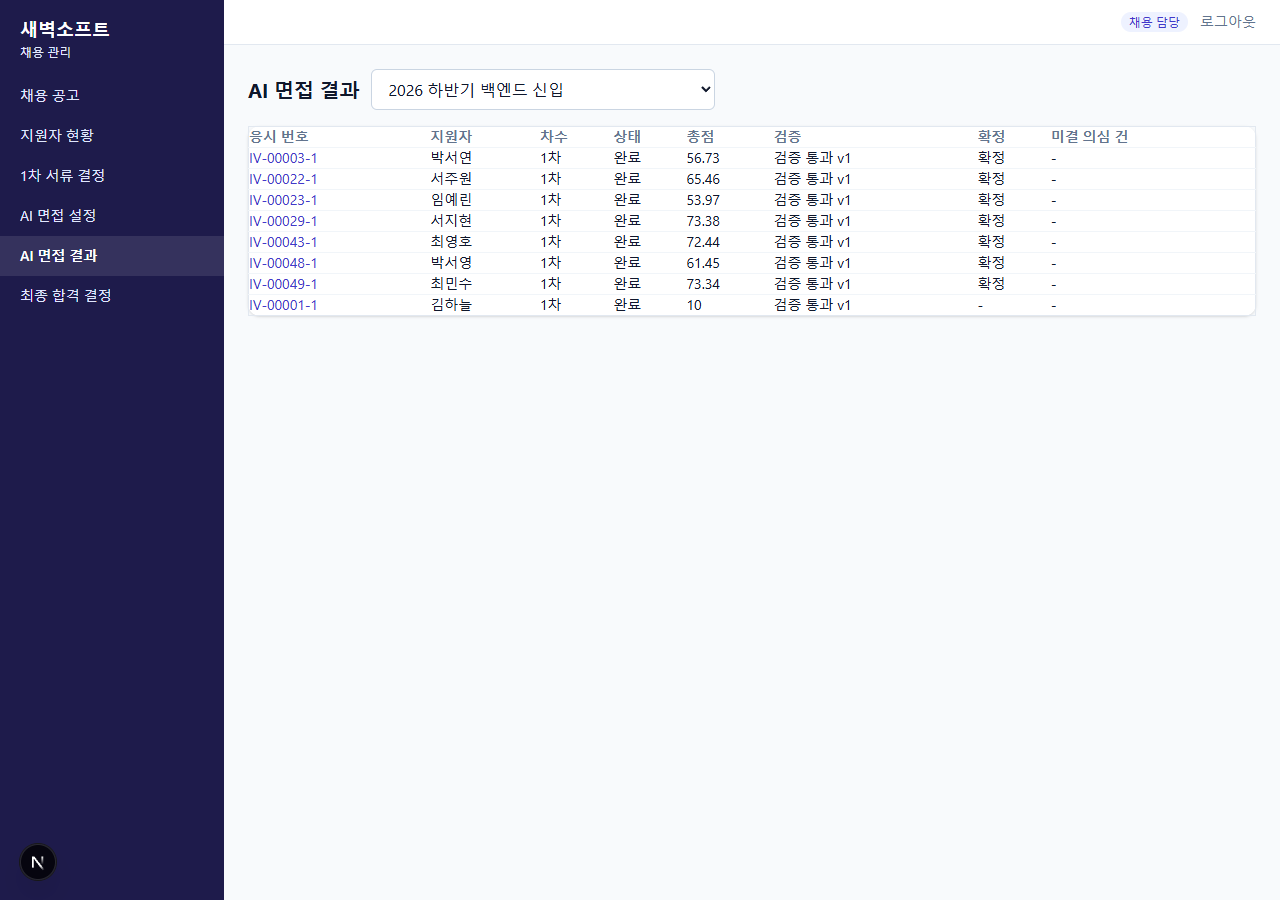 새벽소프트
채용 관리
채용 공고
지원자 현황
1차 서류 결정
AI 면접 설정
AI 면접 결과
최종 합격 결정
N
채용 담당 로그아웃
AI 면접 결과 2026 하반기 백엔드 신입
응시 번호 지원자 차수 상태 총점 검증 확정 미결 의심 건
IV-00003-1 박서연 1차 완료 56.73 검증 통과 v1 확정 -
IV-00022-1 서주원 1차 완료 65.46 검증 통과 v1 확정 -
IV-00023-1 임예린 1차 완료 53.97 검증 통과 v1 확정 -
IV-00029-1 서지현 1차 완료 73.38 검증 통과 v1 확정 -
IV-00043-1 최영호 1차 완료 72.44 검증 통과 v1 확정 -
IV-00048-1 박서영 1차 완료 61.45 검증 통과 v1 확정 -
IV-00049-1 최민수 1차 완료 73.34 검증 통과 v1 확정 -
IV-00001-1 김하늘 1차 완료 10 검증 통과 v1 - -